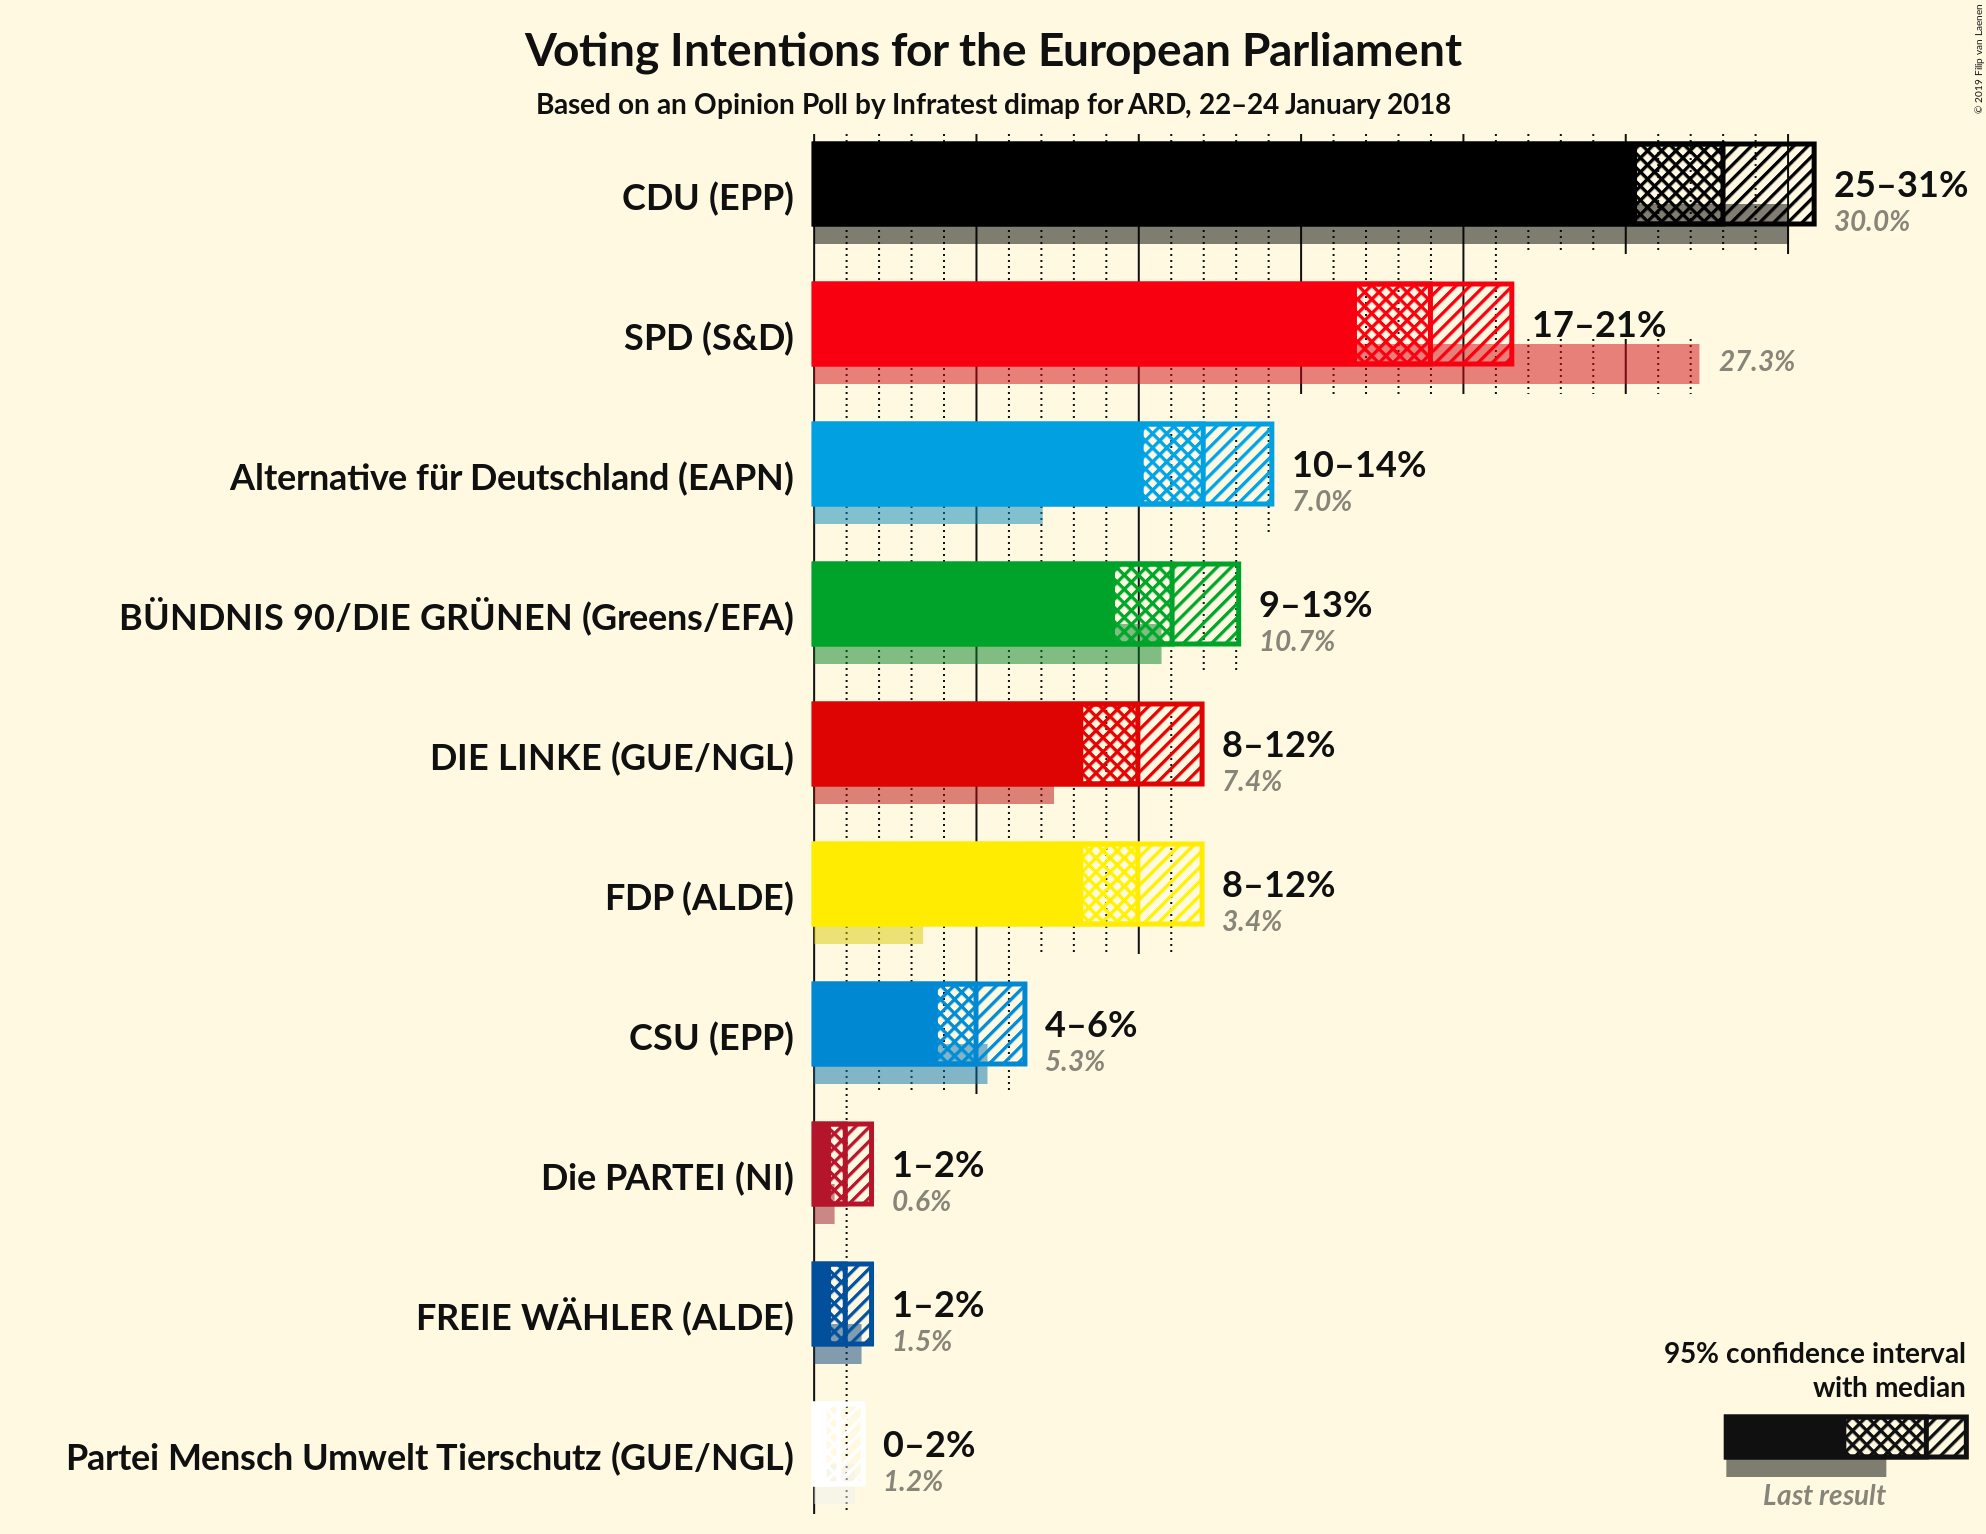 Voting Intentions for the European Parliament
Based on an Opinion Poll by Infratest dimap for ARD, 22–24 January 2018
© 2019 Filip van Laenen
CDU (EPP)
25–31%
30.0%
SPD (S&D)
17–21%
27.3%
Alternative für Deutschland (EAPN)
10–14%
7.0%
BÜNDNIS 90/DIE GRÜNEN (Greens/EFA)
9–13%
10.7%
DIE LINKE (GUE/NGL)
8–12%
7.4%
FDP (ALDE)
8–12%
3.4%
CSU (EPP)
4–6%
5.3%
Die PARTEI (NI)
1–2%
0.6%
FREIE WÄHLER (ALDE)
1–2%
1.5%
Partei Mensch Umwelt Tierschutz (GUE/NGL)
0–2%
1.2%
95% confidence interval
with median
Last result